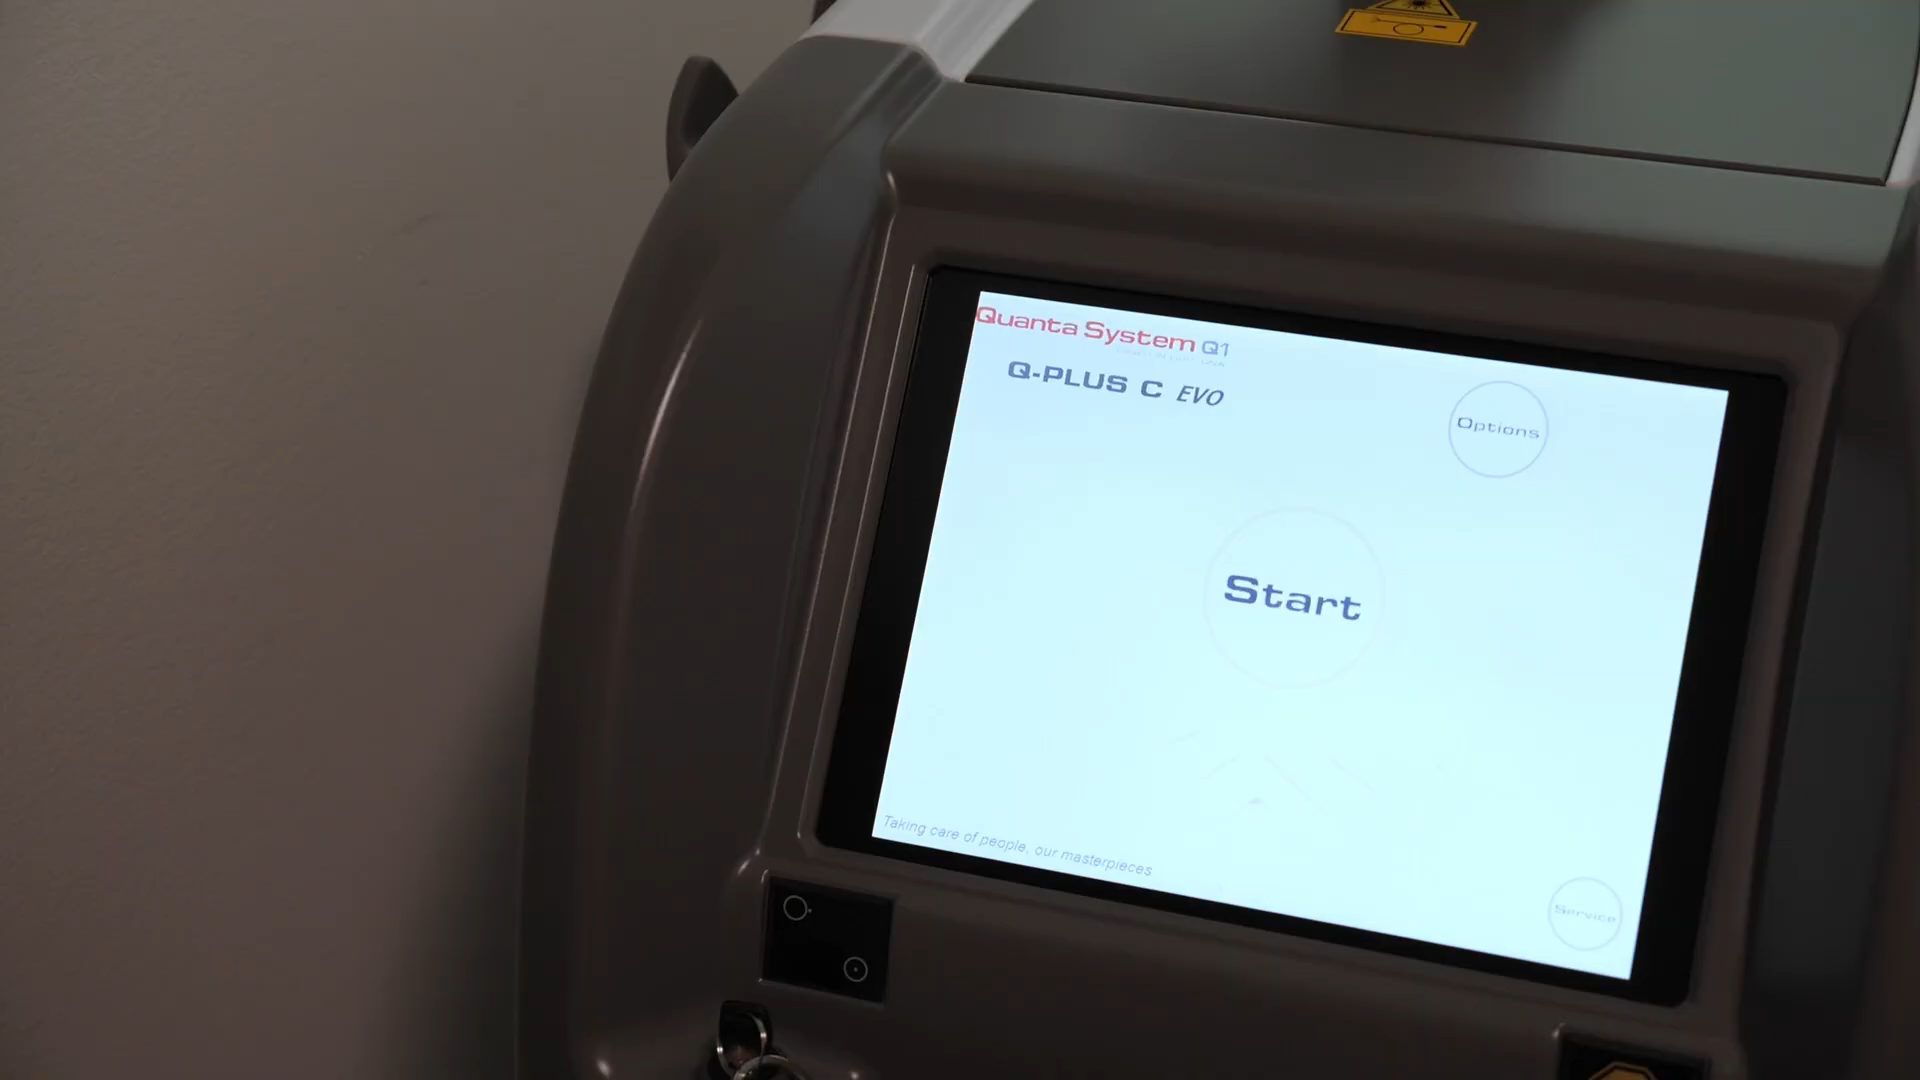 Quanta System Q1
Q-PLUS C EVO
Options
Start
Taking care of people, our masterpieces
Service